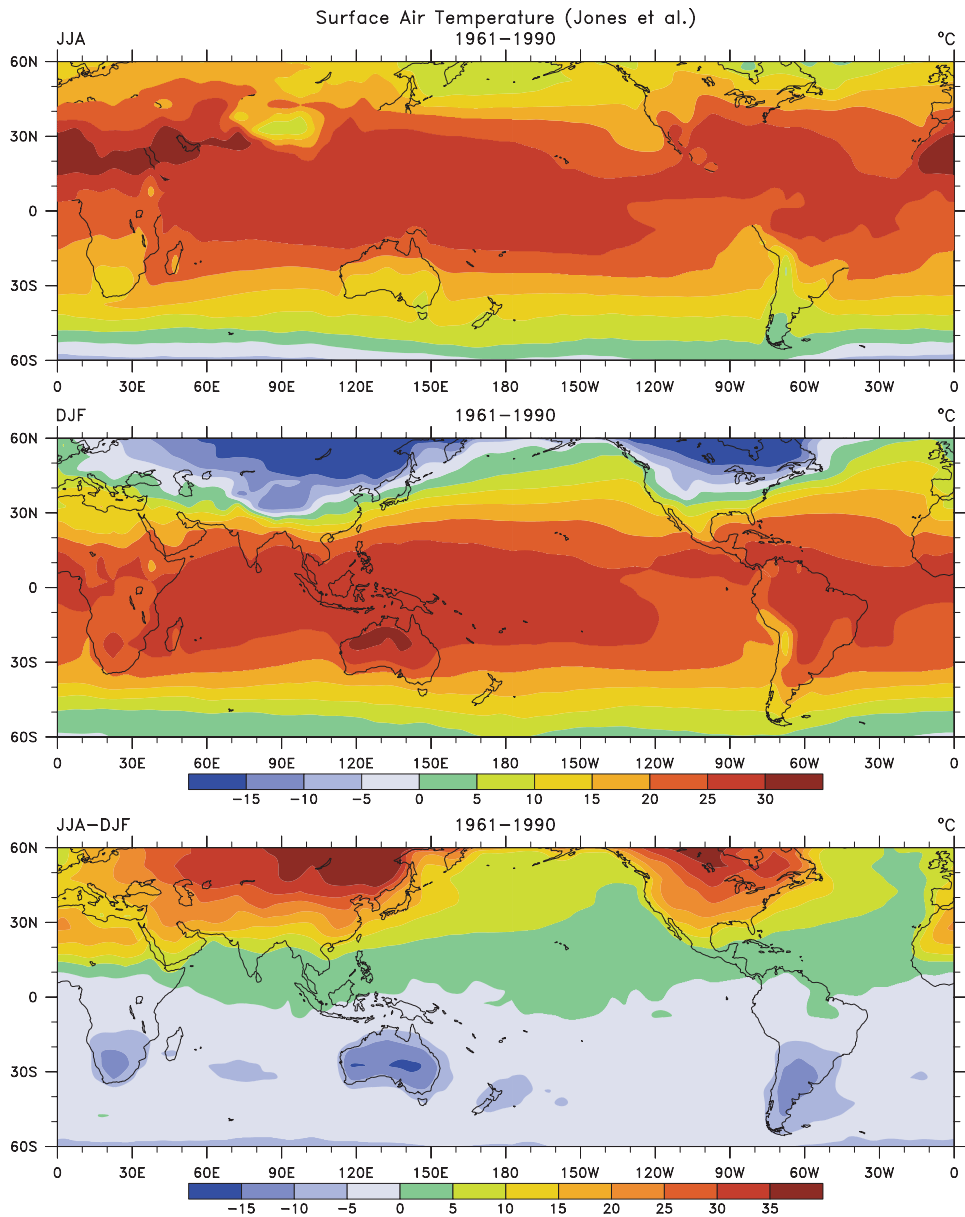 Surface Air Temperature (Jones et al.)
JJA 1961−1990 °C
60N
30N
0
30S
60S
0 30E 60E 90E 120E 150E 180 150W 120W 90W 60W 30W 0
DJF 1961−1990 °C
60N
30N
0
30S
60S
0 30E 60E 90E 120E 150E 180 150W 120W 90W 60W 30W 0
−15 −10 −5 0 5 10 15 20 25 30
JJA−DJF 1961−1990 °C
60N
30N
0
30S
60S
0 30E 60E 90E 120E 150E 180 150W 120W 90W 60W 30W 0
−15 −10 −5 0 5 10 15 20 25 30 35